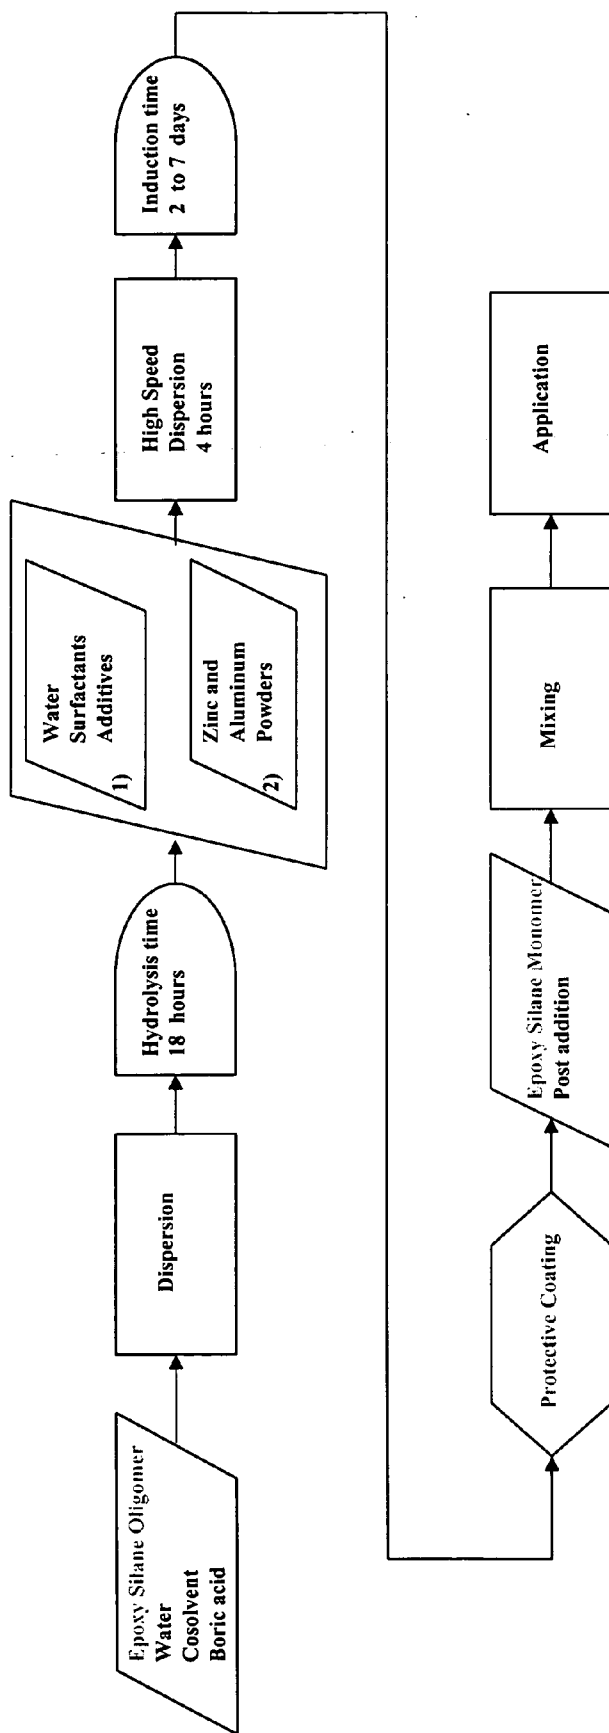 Epoxy Silane Oligomer
Water
Cosolvent
Boric acid
Dispersion
Hydrolysis time
18 hours
Water
Surfactants
Additives
1)
Zinc and
Aluminum
Powders
2)
High Speed
Dispersion
4 hours
Induction time
2 to 7 days
Protective Coating
Epoxy Silane Monomer
Post addition
Mixing
Application